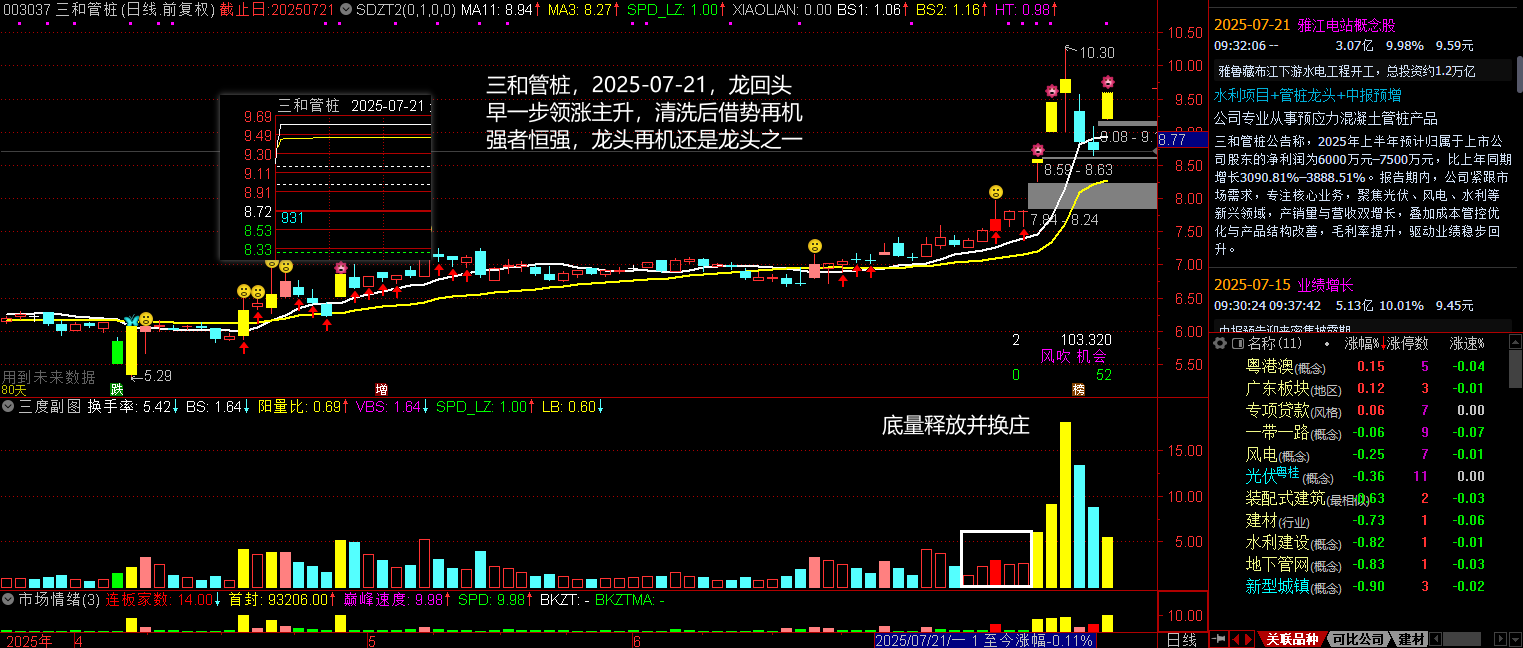 003037 三和管桩(日线.前复权) 截止日:20250721 SDZT2(0,1,0,0) MA11: 8.94↑ MA3: 8.27↑ SPD_LZ: 1.00↑ XIAOLIAN: 0.00 BS1: 1.06↑ BS2: 1.16↑ HT: 0.98↑
三和管桩，2025-07-21，龙回头
早一步领涨主升，清洗后借势再机
强者恒强，龙头再机还是龙头之一
三和管桩 2025-07-21
9.69
9.49
9.30
9.11
8.91
8.72
8.53
8.33
931
10.30
8.59 - 8.63
10.50
10.00
9.50
8.77
8.50
8.00
7.50
7.00
6.50
6.00
5.50
←5.29
用到未来数据
80天
跌
增
榜
2 103.320
风吹 机会
0 52
三度副图 换手率: 5.42↓ BS: 1.64↓ 阳量比: 0.69↑ VBS: 1.64↓ SPD_LZ: 1.00↑ LB: 0.60↓
底量释放并换庄
15.00
10.00
5.00
市场情绪(3) 连板家数: 14.00↓ 首封: 93206.00↑ 巅峰速度: 9.98↑ SPD: 9.98↑ BKZT: - BKZTMA: -
10.00
2025年 4 5 6 2025/07/21/一 1 至今涨幅-0.11% 日线
2025-07-21 雅江电站概念股
09:32:06 -- 3.07亿 9.98% 9.59元
雅鲁藏布江下游水电工程开工，总投资约1.2万亿
水利项目+管桩龙头+中报预增
公司专业从事预应力混凝土管桩产品
三和管桩公告称，2025年上半年预计归属于上市公
司股东的净利润为6000万元—7500万元，比上年同期
增长3090.81%—3888.51%。报告期内，公司紧跟市
场需求，专注核心业务，聚焦光伏、风电、水利等
新兴领域，产销量与营收双增长，叠加成本管控优
化与产品结构改善，毛利率提升，驱动业绩稳步回
升。
2025-07-15 业绩增长
09:30:24 09:37:42 5.13亿 10.01% 9.45元
名称(11) • 涨幅%↓ 涨停数 涨速%
粤港澳(概念) 0.15 5 -0.04
广东板块(地区) 0.12 3 -0.01
专项贷款(风格) 0.06 7 0.00
一带一路(概念) -0.06 9 -0.07
风电(概念) -0.25 7 -0.01
光伏粤桂(概念) -0.36 11 0.00
装配式建筑(最相似) 0.63 2 -0.03
建材(行业) -0.73 1 -0.06
水利建设(概念) -0.82 1 -0.01
地下管网(概念) -0.83 1 -0.03
新型城镇(概念) -0.90 3 -0.02
关联品种 可比公司 建材